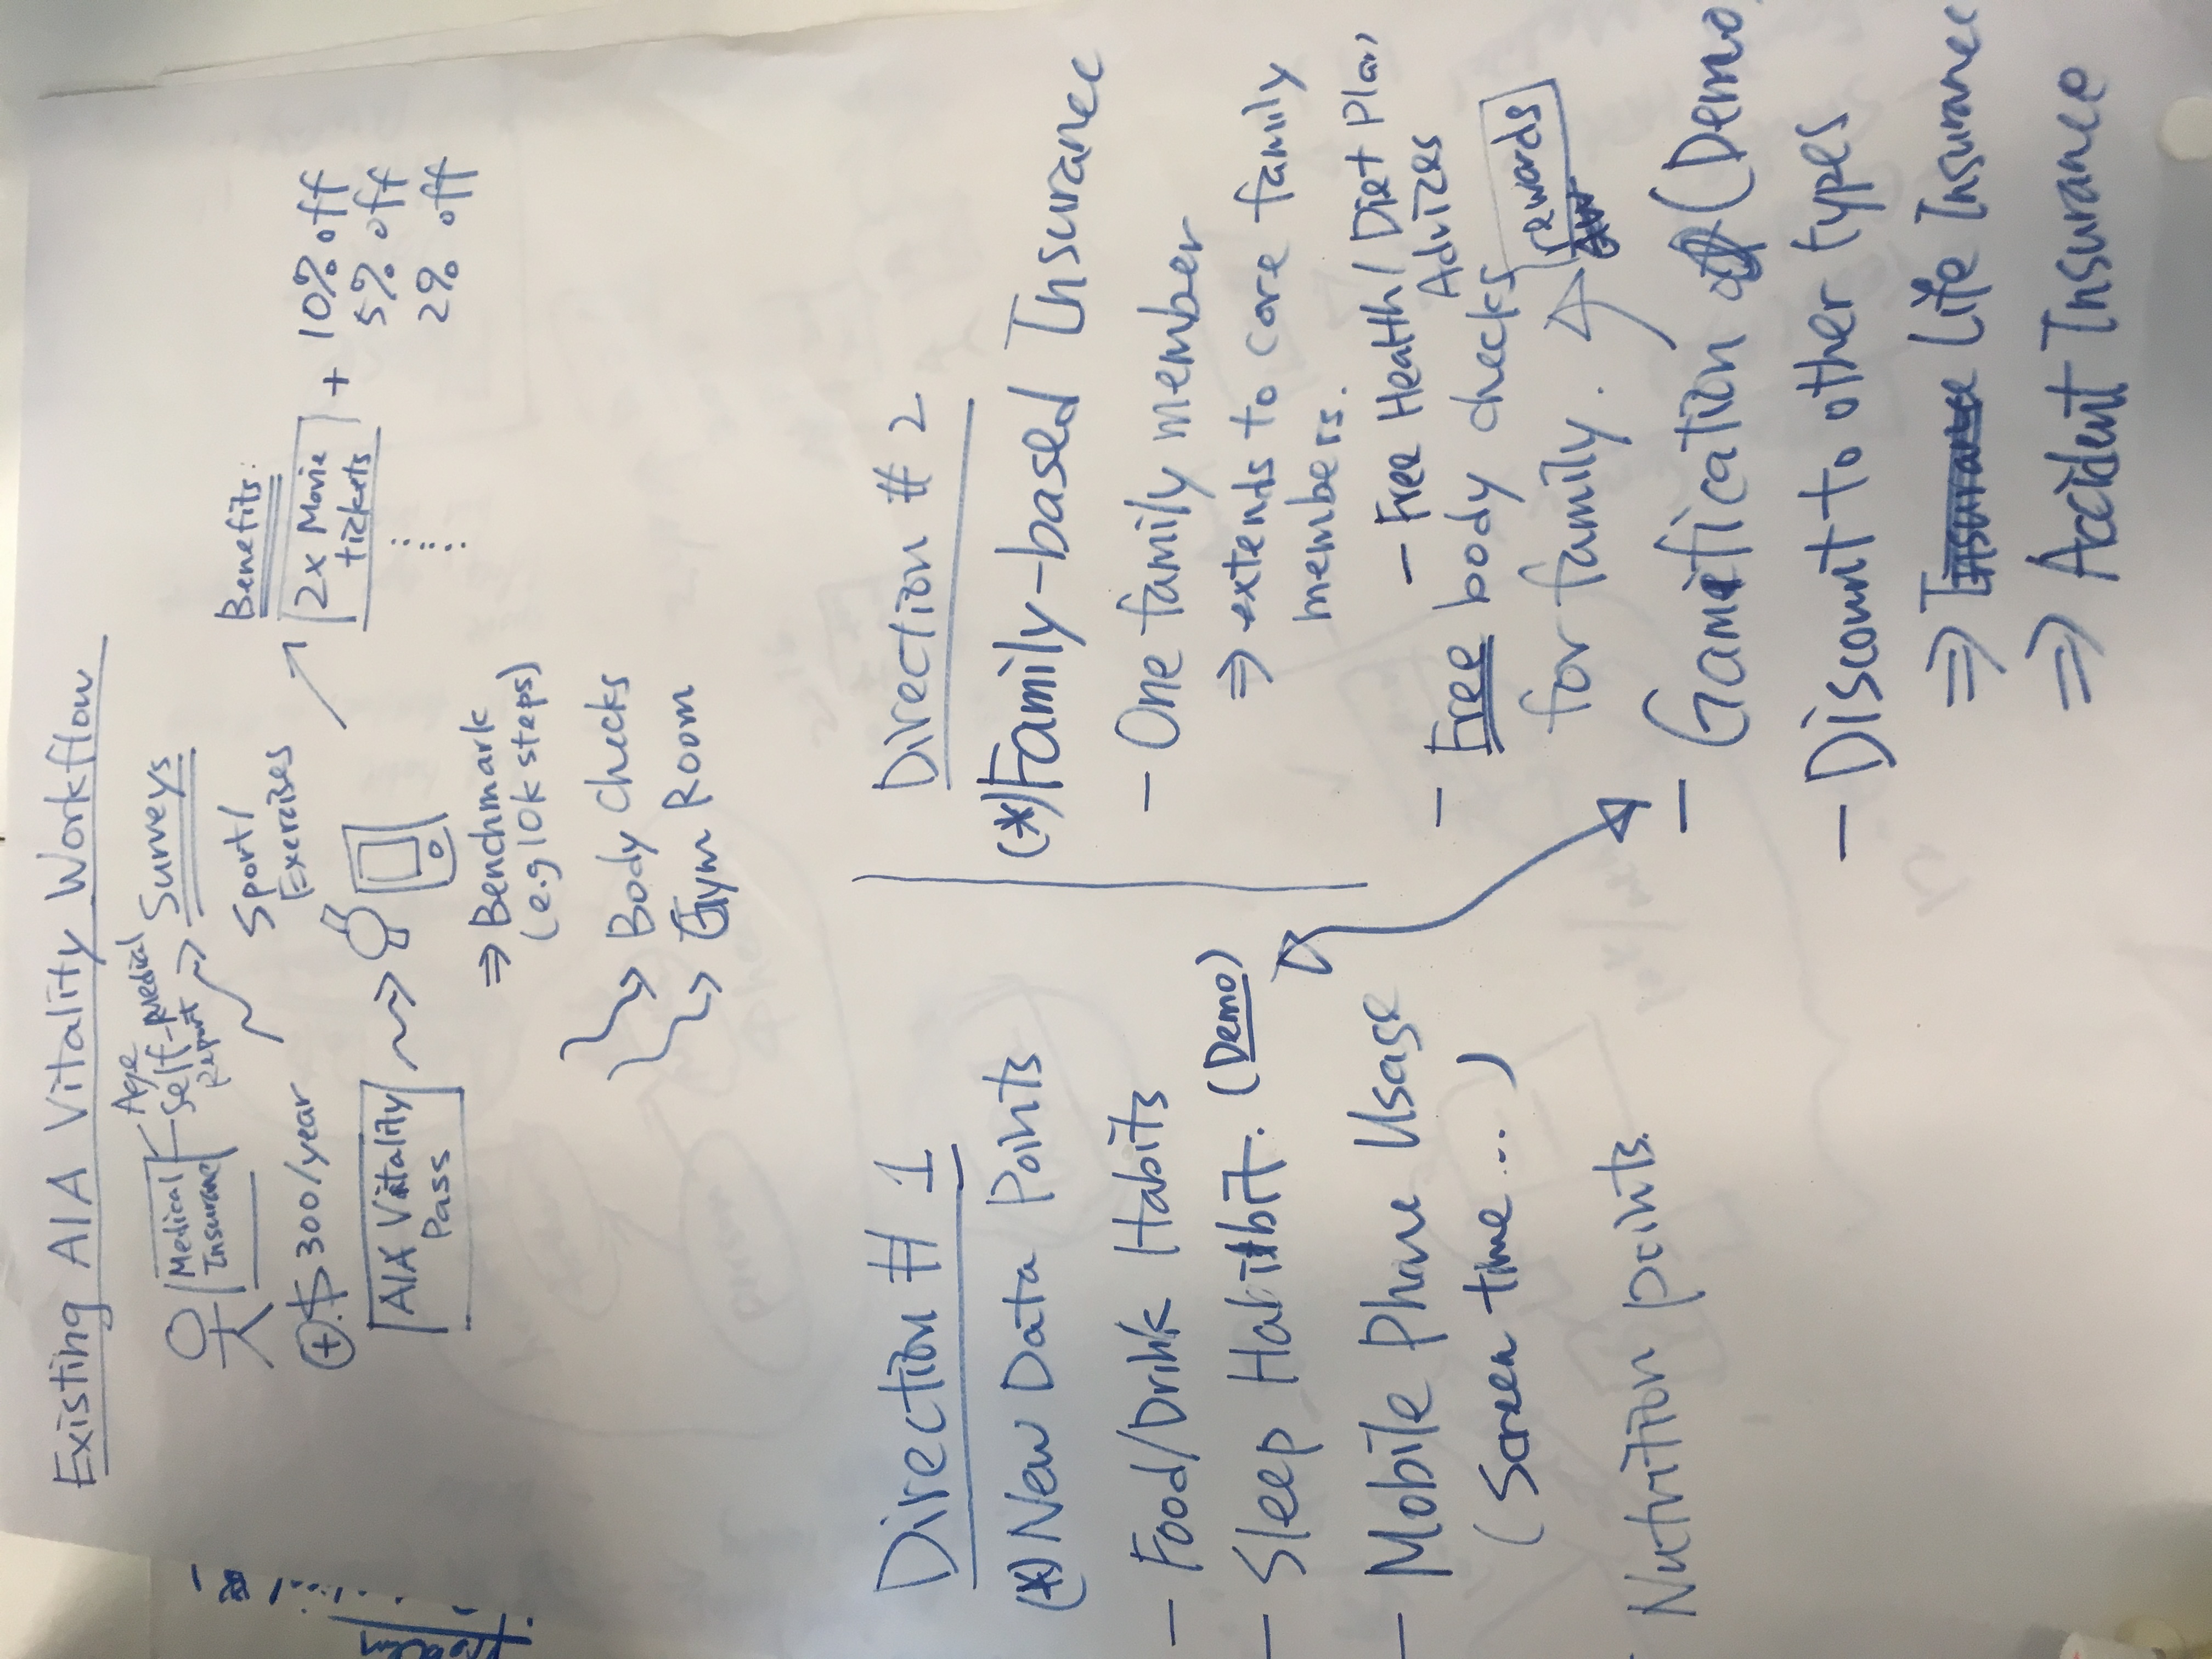 Existing AIA Vitality Workflow
Medical
Insurance
Age
Self-Medical
Report
Surveys
Sport/
Exercises
+ $300/year
AIA Vitality
Pass
⇒ Benchmark
(e.g 10k steps)
Body Checks
Gym Room
Benefits:
2x Movie
tickets
+ 10% off
5% off
2% off
Problem
Direction # 1
(*) New Data Points
- Food/Drink Habits
- Sleep Habitbit. (Demo)
- Mobile Phone Usage
(Screen time ... )
Nutrition points.
Direction # 2
(*) Family-based Insurance
- One family member
⇒ extends to core family
members.
- Free Health / Diet Plan
Advices
- Free body checks
for family.
rewards
- Gamification (Demo
- Discount to other types
⇒ Insurance Life Insurance
⇒ Accident Insurance